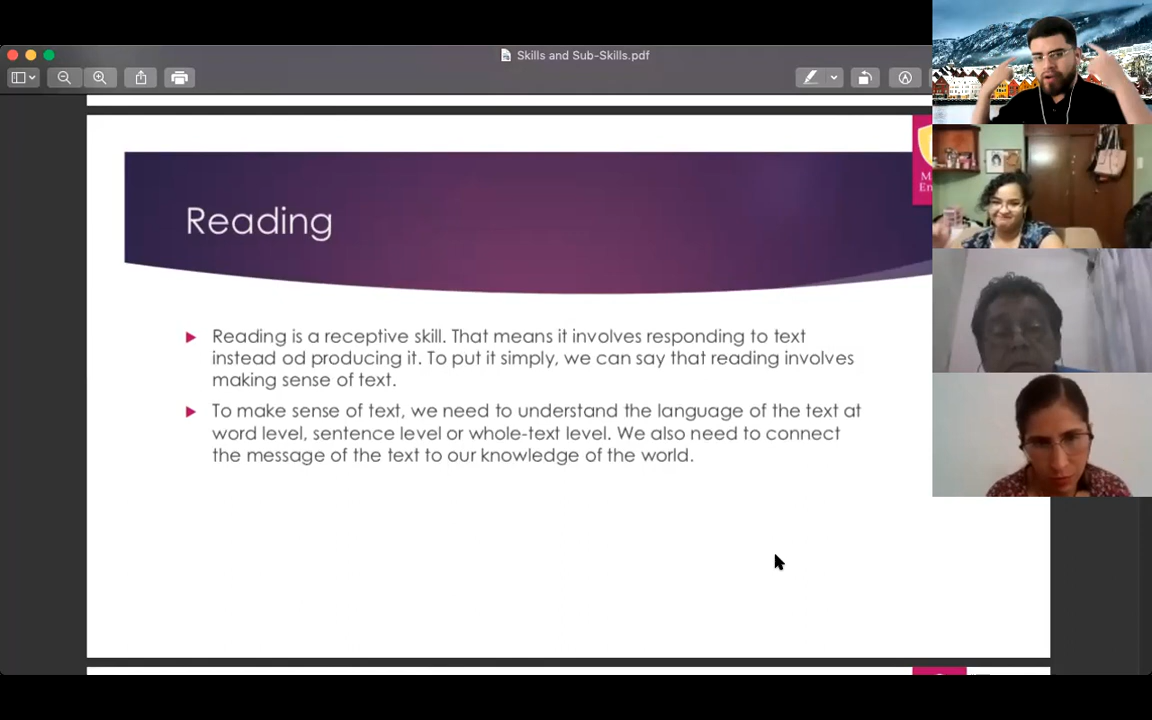 Skills and Sub-Skills.pdf
Reading
Reading is a receptive skill. That means it involves responding to text
instead od producing it. To put it simply, we can say that reading involves
making sense of text.
To make sense of text, we need to understand the language of the text at
word level, sentence level or whole-text level. We also need to connect
the message of the text to our knowledge of the world.